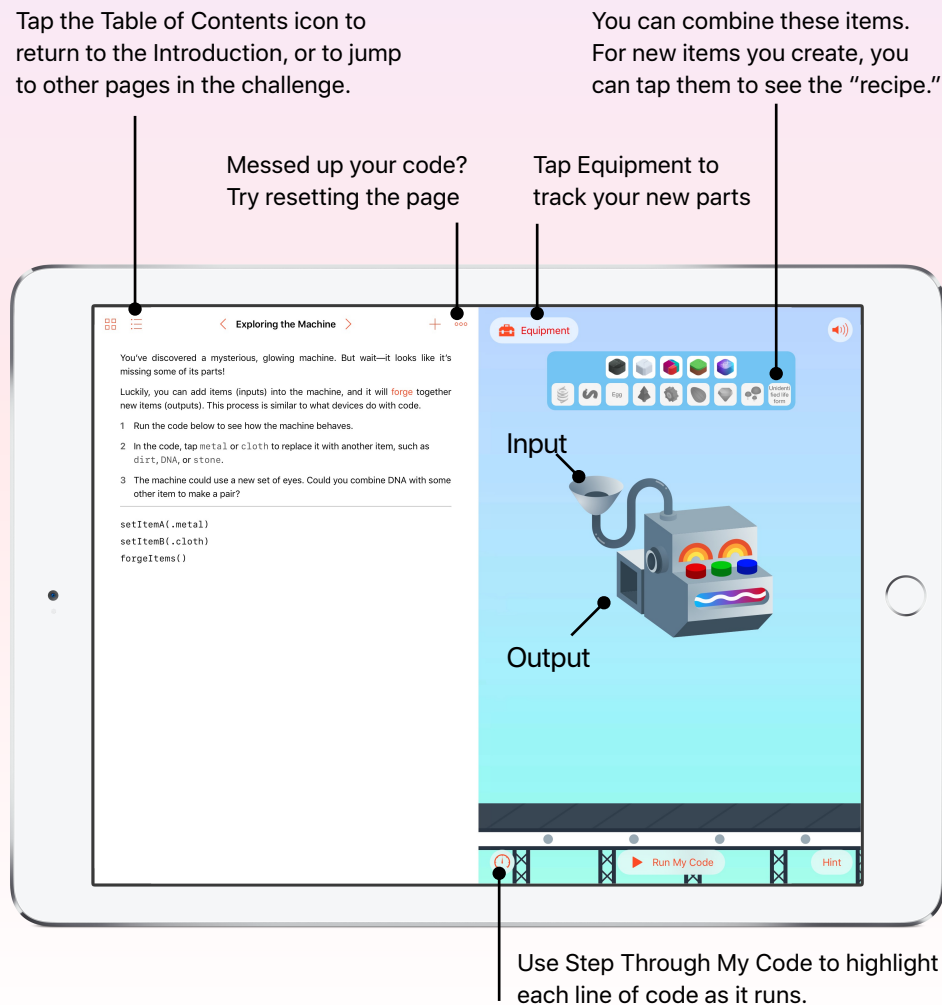 Tap the Table of Contents icon to
return to the Introduction, or to jump
to other pages in the challenge.
You can combine these items.
For new items you create, you
can tap them to see the “recipe.”
Messed up your code?
Try resetting the page
Tap Equipment to
track your new parts
Exploring the Machine
You’ve discovered a mysterious, glowing machine. But wait—it looks like it’s
missing some of its parts!
Luckily, you can add items (inputs) into the machine, and it will forge together
new items (outputs). This process is similar to what devices do with code.
1 Run the code below to see how the machine behaves.
2 In the code, tap metal or cloth to replace it with another item, such as
dirt, DNA, or stone.
3 The machine could use a new set of eyes. Could you combine DNA with some
other item to make a pair?
setItemA(.metal)
setItemB(.cloth)
forgeItems()
Equipment
Egg
Unidenti
fied life
form
Input
Output
Run My Code
Hint
Use Step Through My Code to highlight
each line of code as it runs.